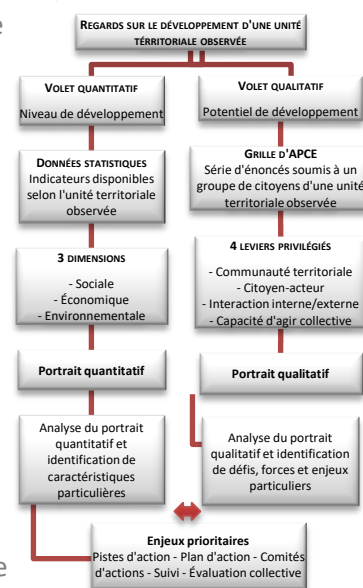 REGARDS SUR LE DÉVELOPPEMENT D'UNE UNITÉ
TÉRRITORIALE OBSERVÉE
VOLET QUANTITATIF
Niveau de développement
DONNÉES STATISTIQUES
Indicateurs disponibles
selon l'unité territoriale
observée
3 DIMENSIONS
- Sociale
- Économique
- Environnementale
Portrait quantitatif
Analyse du portrait
quantitatif et
identification de
caractéristiques
particulières
VOLET QUALITATIF
Potentiel de développement
GRILLE D'APCE
Série d'énoncés soumis à un
groupe de citoyens d'une unité
territoriale observée
4 LEVIERS PRIVILÉGIÉS
- Communauté territoriale
- Citoyen-acteur
- Interaction interne/externe
- Capacité d'agir collective
Portrait qualitatif
Analyse du portrait
qualitatif et identification
de défis, forces et enjeux
particuliers
Enjeux prioritaires
Pistes d'action - Plan d'action - Comités
d'actions - Suivi - Évaluation collective
e
e